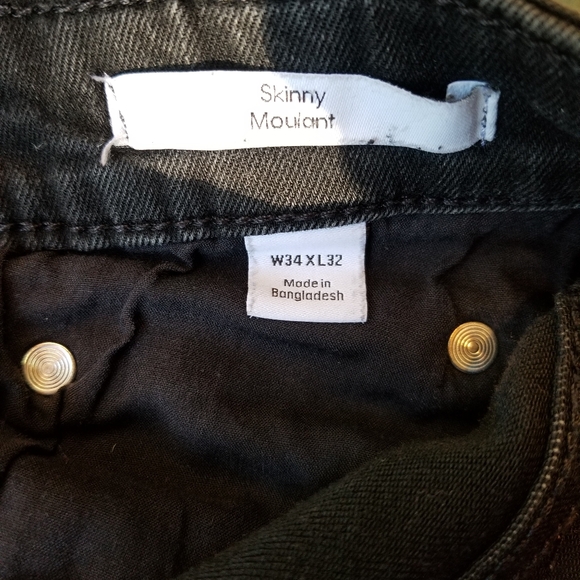 Skinny
Moulant
W34 X L32
Made in
Bangladesh